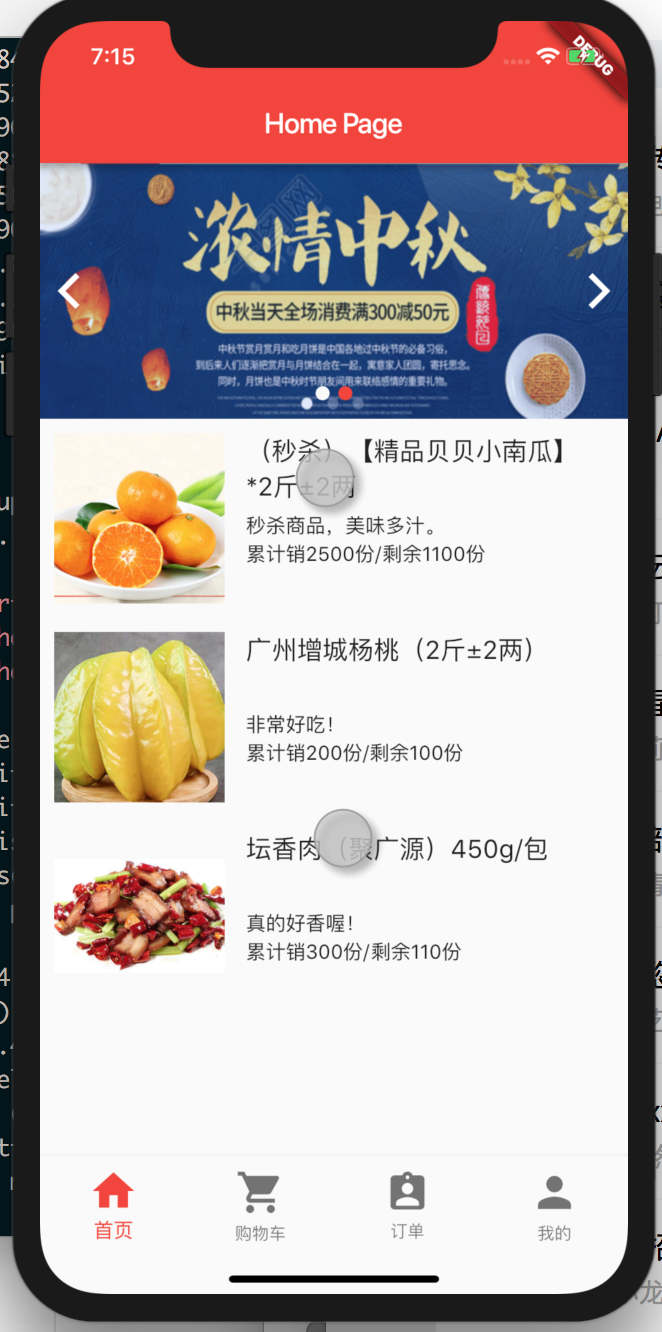 7:15
DEBUG
Home Page
浓情中秋
中秋当天全场消费满300减50元
中秋节赏月赏月和吃月饼是中国各地过中秋节的必备习俗，
到后来人们逐渐把赏月与月饼结合在一起，寓意家人团圆，寄托思念。
同时，月饼也是中秋时节朋友间用来联络感情的重要礼物。
（秒杀）【精品贝贝小南瓜】
*2斤±2两
秒杀商品，美味多汁。
累计销2500份/剩余1100份
广州增城杨桃（2斤±2两）
非常好吃！
累计销200份/剩余100份
坛香肉（聚广源）450g/包
真的好香喔！
累计销300份/剩余110份
首页
购物车
订单
我的